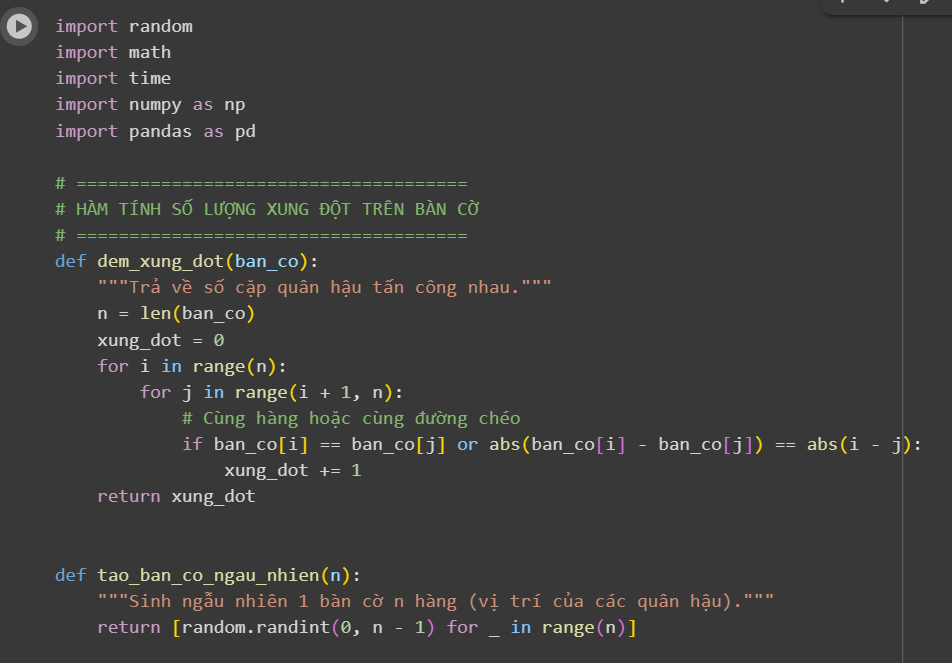 import random
import math
import time
import numpy as np
import pandas as pd
# =====================================
# HÀM TÍNH SỐ LƯỢNG XUNG ĐỘT TRÊN BÀN CỜ
# =====================================
def dem_xung_dot(ban_co):
    """Trả về số cặp quân hậu tấn công nhau."""
    n = len(ban_co)
    xung_dot = 0
    for i in range(n):
        for j in range(i + 1, n):
            # Cùng hàng hoặc cùng đường chéo
            if ban_co[i] == ban_co[j] or abs(ban_co[i] - ban_co[j]) == abs(i - j):
                xung_dot += 1
    return xung_dot
def tao_ban_co_ngau_nhien(n):
    """Sinh ngẫu nhiên 1 bàn cờ n hàng (vị trí của các quân hậu)."""
    return [random.randint(0, n - 1) for _ in range(n)]